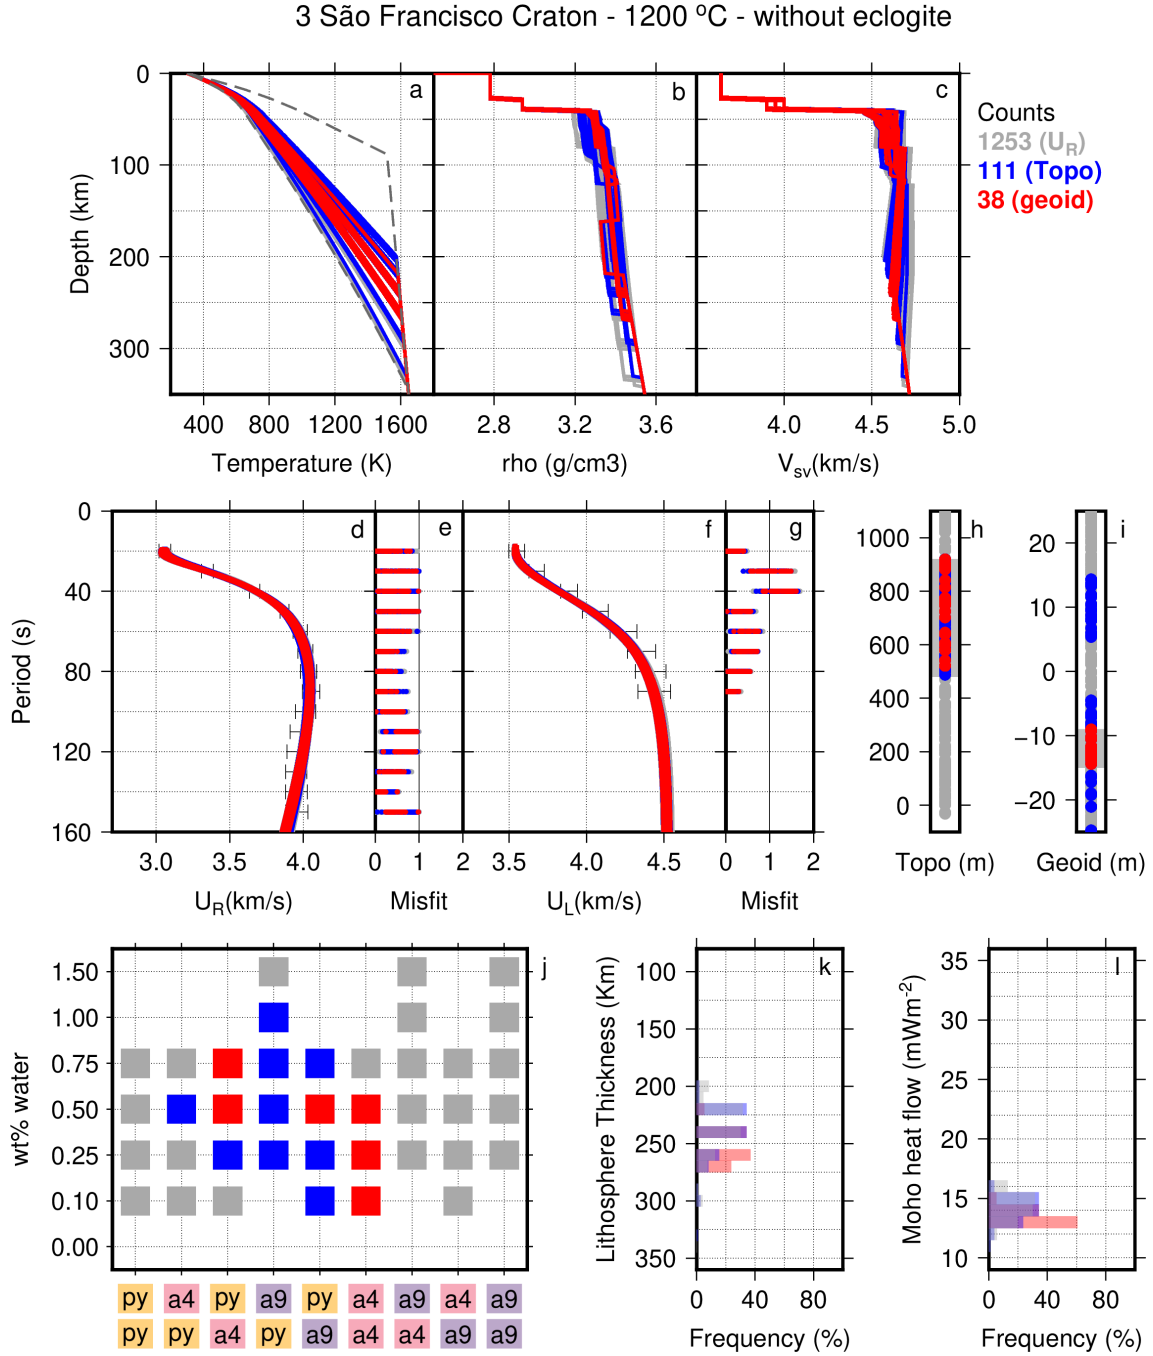 3 São Francisco Craton - 1200 ºC - without eclogite
0
100
200
300
Depth (km)
a
b
c
400 800 1200 1600
2.8 3.2 3.6
4.0 4.5 5.0
Temperature (K)
rho (g/cm3)
Vsv(km/s)
Counts
1253 (UR)
111 (Topo)
38 (geoid)
0
40
80
120
160
Period (s)
d
e
f
g
h
i
3.0 3.5 4.0
0 1 2
3.5 4.0 4.5
0 1 2
UR(km/s)
Misfit
UL(km/s)
Misfit
1000
800
600
400
200
0
Topo (m)
20
10
0
−10
−20
Geoid (m)
j
1.50
1.00
0.75
0.50
0.25
0.10
0.00
wt% water
py a4 py a9 py a4 a9 a4 a9
py py a4 py a9 a4 a4 a9 a9
k
100
150
200
250
300
350
Lithosphere Thickness (Km)
0 40 80
Frequency (%)
l
35
30
25
20
15
10
Moho heat flow (mWm-2)
0 40 80
Frequency (%)